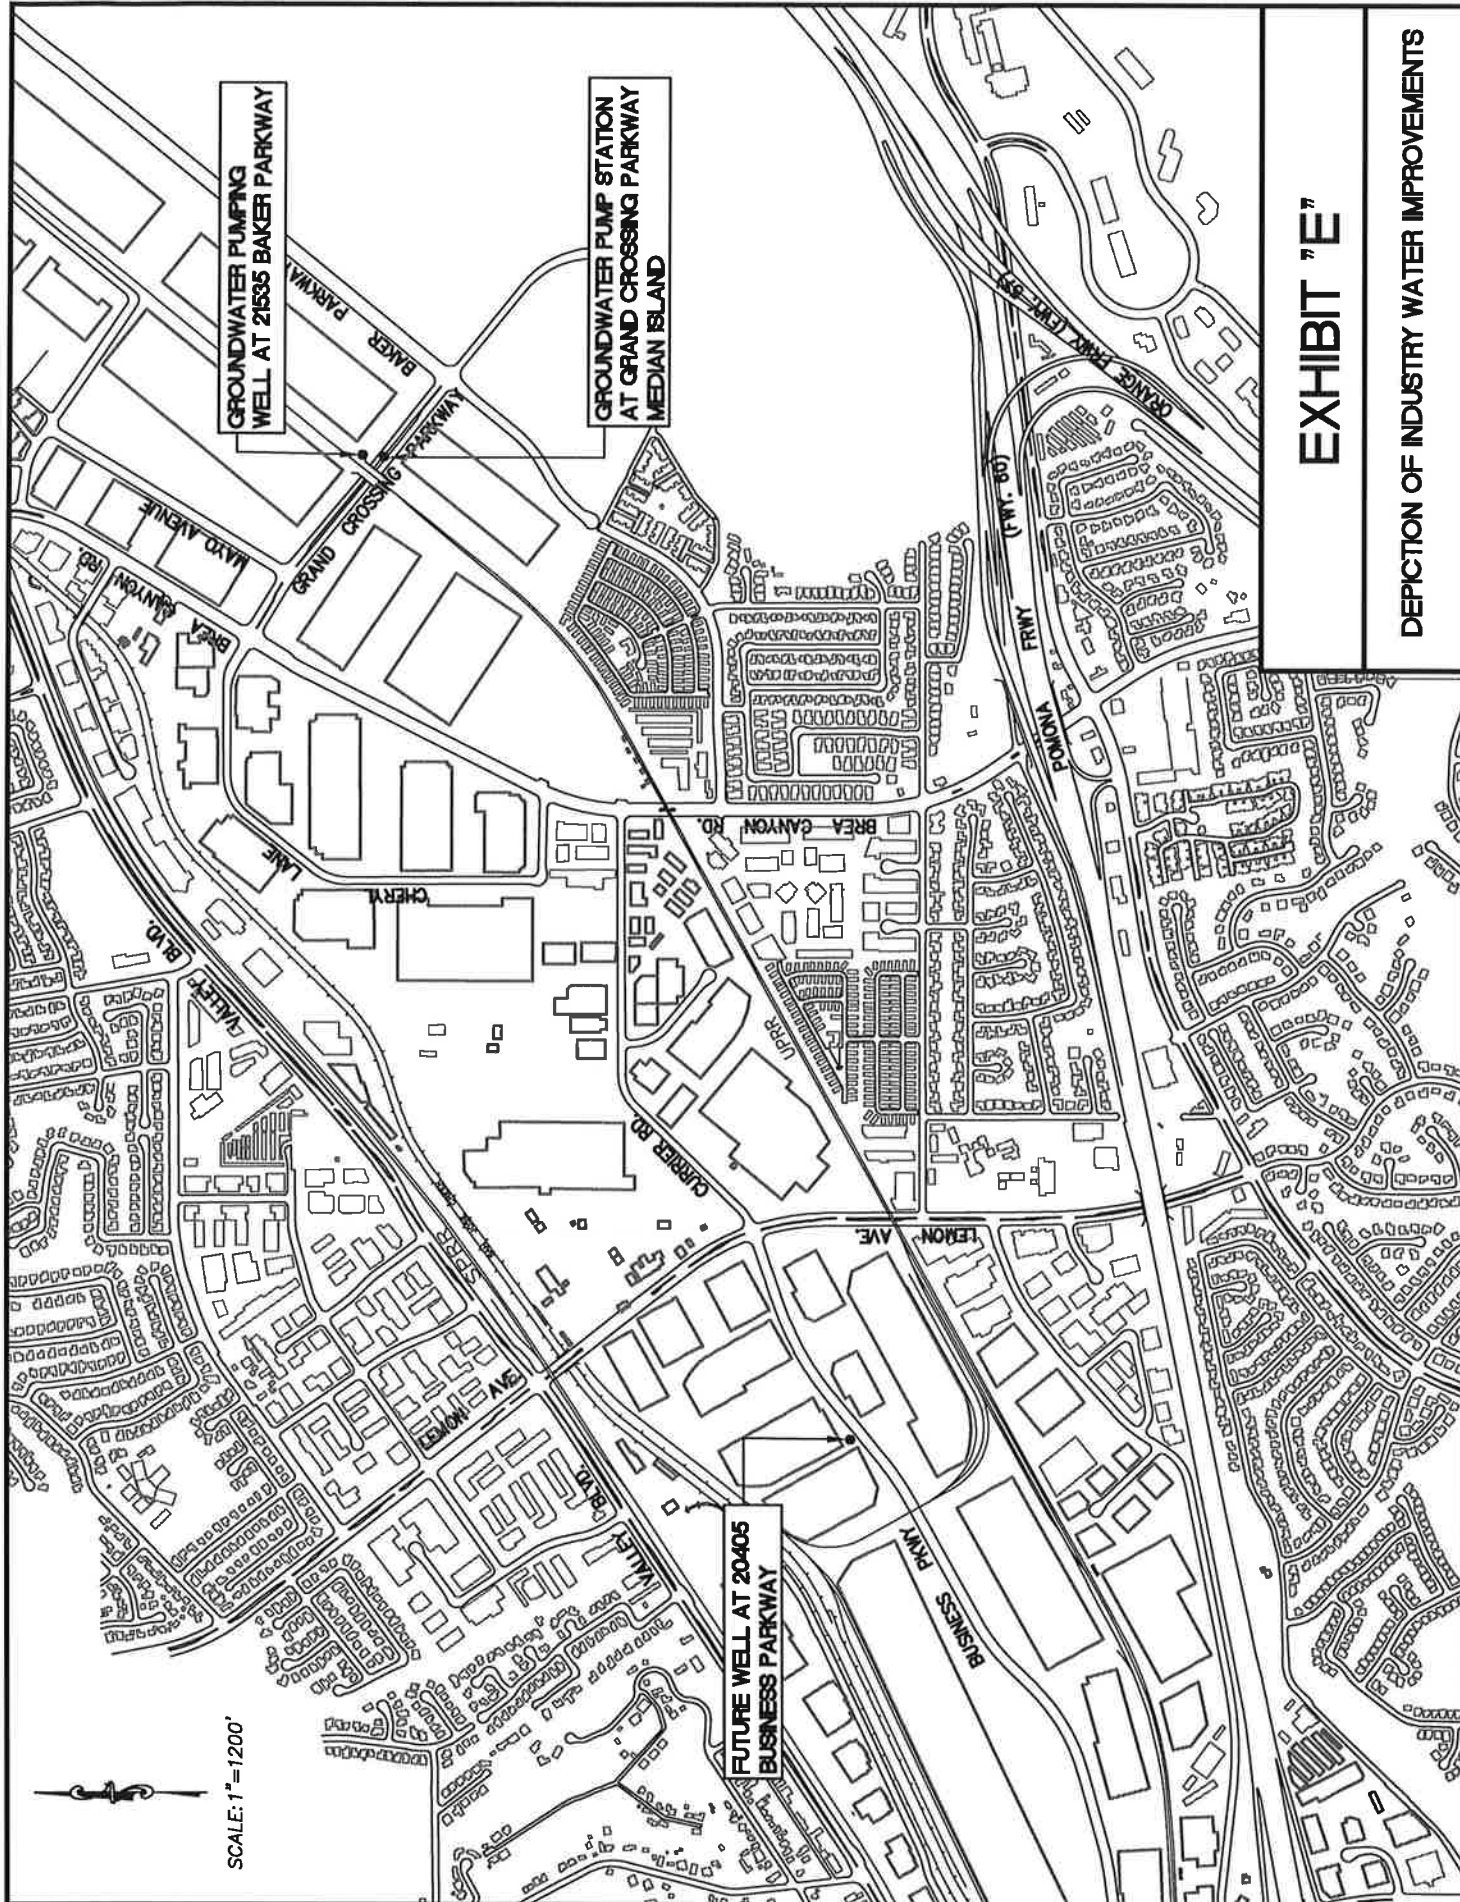 SCALE: 1"=1200'
GROUNDWATER PUMPING
WELL AT 21535 BAKER PARKWAY
GROUNDWATER PUMP STATION
AT GRAND CROSSING PARKWAY
MEDIAN ISLAND
FUTURE WELL AT 20405
BUSINESS PARKWAY
BAKER PARKWAY
GRAND CROSSING PARKWAY
MAYO AVENUE
BREA CANYON RD.
CHERYL LANE
VALLEY BLVD.
SPRR
LEMON AVE.
VALLEY BLVD.
CURRIER RD.
UPRR
BREA CANYON RD.
LEMON AVE.
BUSINESS PKWY
POMONA FRWY (FWY. 60)
ORANGE FRWY (FWY. 57)
EXHIBIT "E"
DEPICTION OF INDUSTRY WATER IMPROVEMENTS